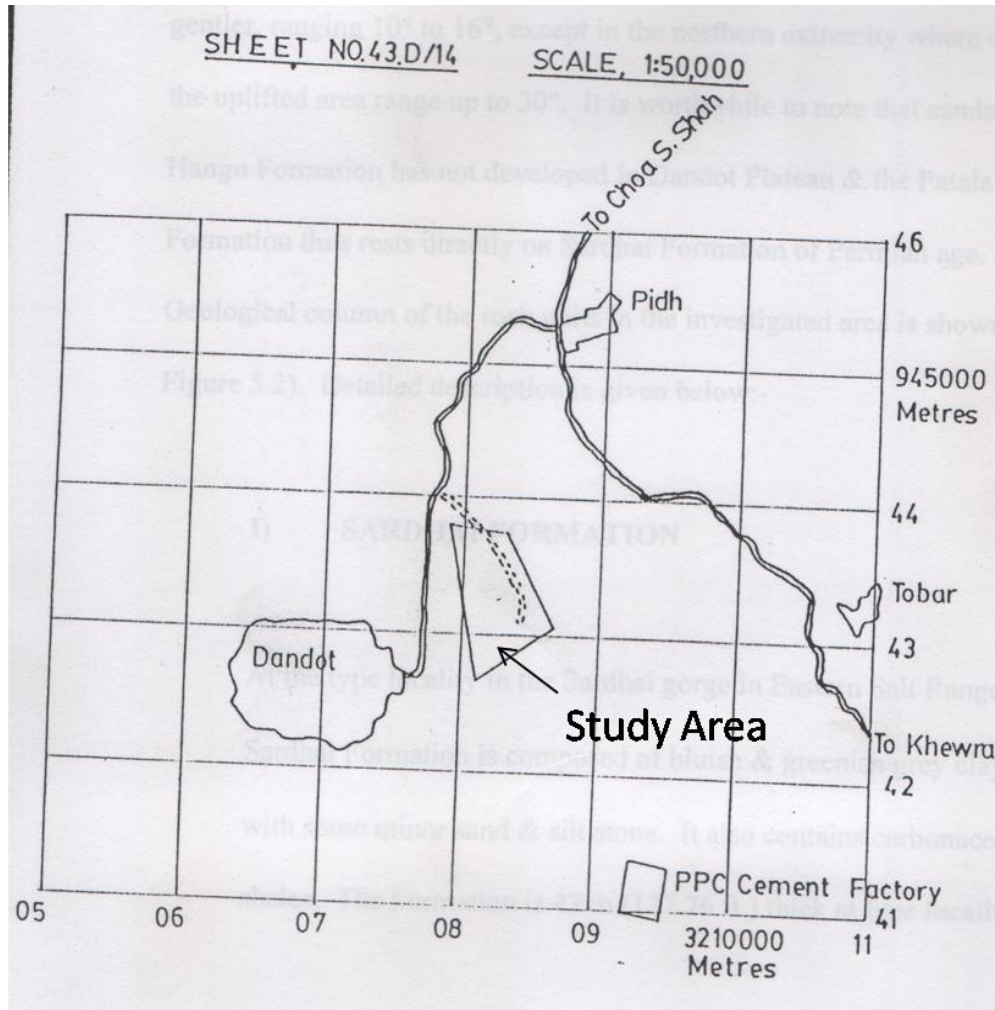 gentler, ranging 10° to 16°, except in the northern extremity where
SHEET NO.43.D/14 SCALE, 1:50,000
the uplifted area range up to 30°. It is worthwhile to note that
To Choa S. Shah
Hangu Formation has not developed in Dandot Plateau & the Patala
46
Formation thus rests directly on Sardhai Formation of Permian age.
Pidh
Geological column of the in the investigated area is shown
945000
Metres
Figure 5.2). Detailed description is given below:-
44
I) SARDHAI FORMATION
Tobar
43
Dandot
At the type locality in the Sardhai gorge in Eastern Salt Range
Study Area
To Khewra
Sardhai Formation is composed of bluish & greenish grey
42
with some minor sand & siltstone. It also contains
PPC Cement Factory
The Formation is thick at type
05
06
07
08
09
3210000
Metres
11
41